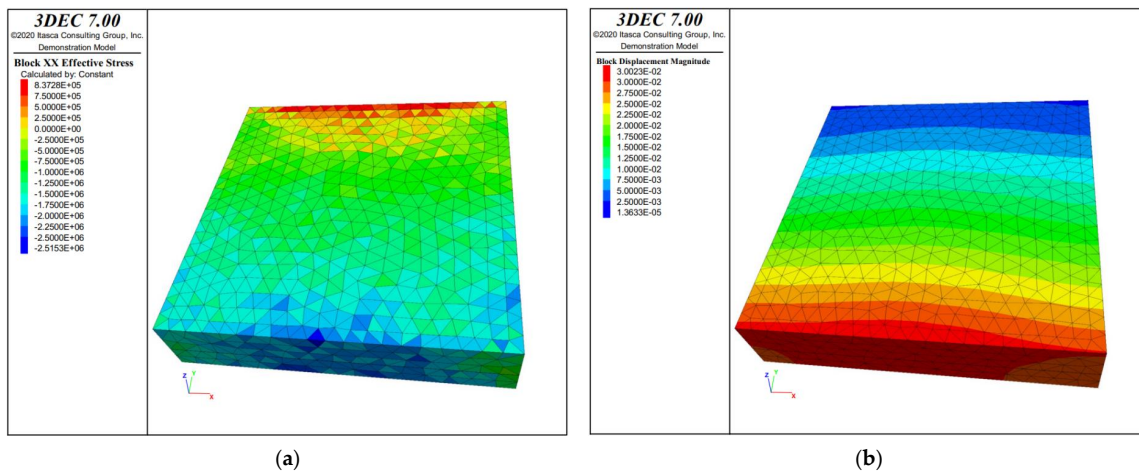 3DEC 7.00
©2020 Itasca Consulting Group, Inc.
Demonstration Model
Block XX Effective Stress
Calculated by: Constant
8.3728E+05
7.5000E+05
5.0000E+05
2.5000E+05
0.0000E+00
-2.5000E+05
-5.0000E+05
-7.5000E+05
-1.0000E+06
-1.2500E+06
-1.5000E+06
-1.7500E+06
-2.0000E+06
-2.2500E+06
-2.5000E+06
-2.5153E+06
Z
Y
X
(a)
3DEC 7.00
©2020 Itasca Consulting Group, Inc.
Demonstration Model
Block Displacement Magnitude
3.0023E-02
3.0000E-02
2.7500E-02
2.5000E-02
2.2500E-02
2.0000E-02
1.7500E-02
1.5000E-02
1.2500E-02
1.0000E-02
7.5000E-03
5.0000E-03
2.5000E-03
1.3633E-05
Z
Y
X
(b)